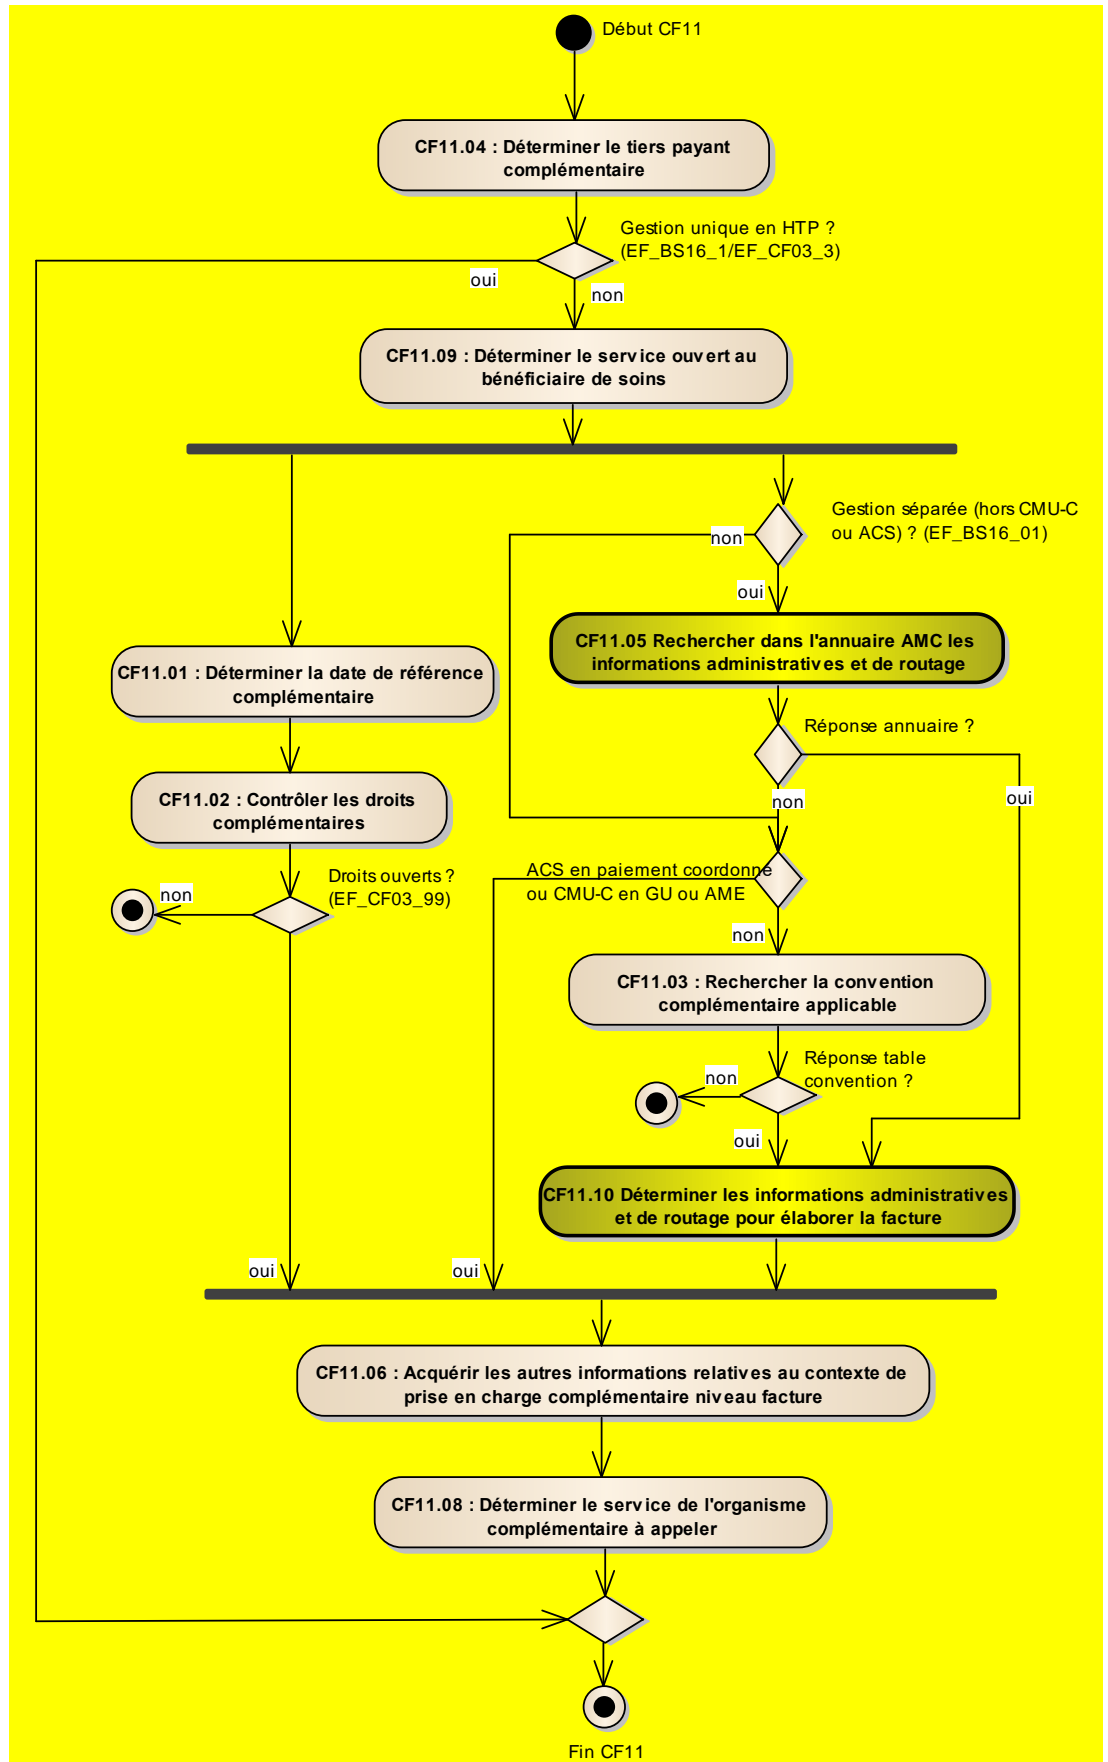 Début CF11
CF11.04 : Déterminer le tiers payant
complémentaire
Gestion unique en HTP ?
(EF_BS16_1/EF_CF03_3)
oui
non
CF11.09 : Déterminer le service ouvert au
bénéficiaire de soins
Gestion séparée (hors CMU-C
ou ACS) ? (EF_BS16_01)
non
oui
CF11.05 Rechercher dans l'annuaire AMC les
informations administratives et de routage
CF11.01 : Déterminer la date de référence
complémentaire
Réponse annuaire ?
non
oui
CF11.02 : Contrôler les droits
complémentaires
Droits ouverts ?
(EF_CF03_99)
non
ACS en paiement coordonne
ou CMU-C en GU ou AME
non
CF11.03 : Rechercher la convention
complémentaire applicable
Réponse table
convention ?
non
oui
CF11.10 Déterminer les informations administratives
et de routage pour élaborer la facture
oui
oui
CF11.06 : Acquérir les autres informations relatives au contexte de
prise en charge complémentaire niveau facture
CF11.08 : Déterminer le service de l'organisme
complémentaire à appeler
Fin CF11